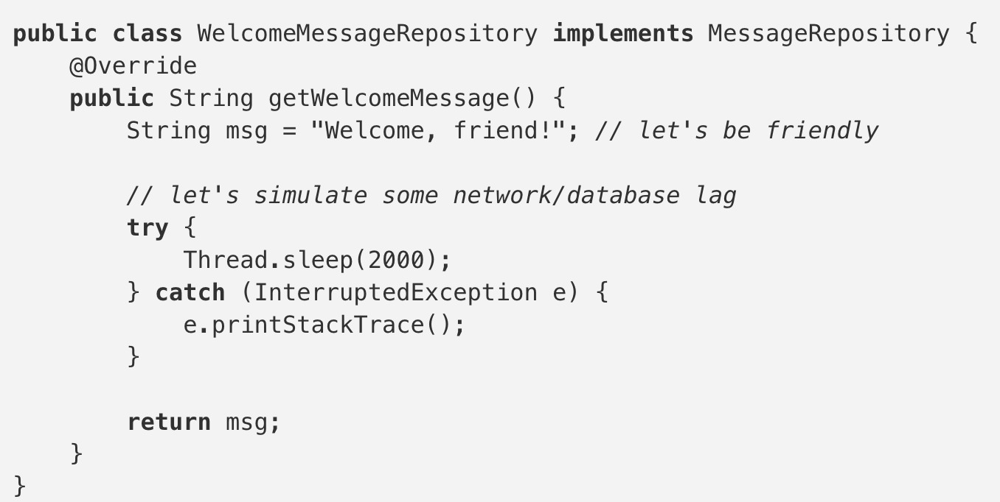 public class WelcomeMessageRepository implements MessageRepository {
    @Override
    public String getWelcomeMessage() {
        String msg = "Welcome, friend!"; // let's be friendly

        // let's simulate some network/database lag
        try {
            Thread.sleep(2000);
        } catch (InterruptedException e) {
            e.printStackTrace();
        }

        return msg;
    }
}